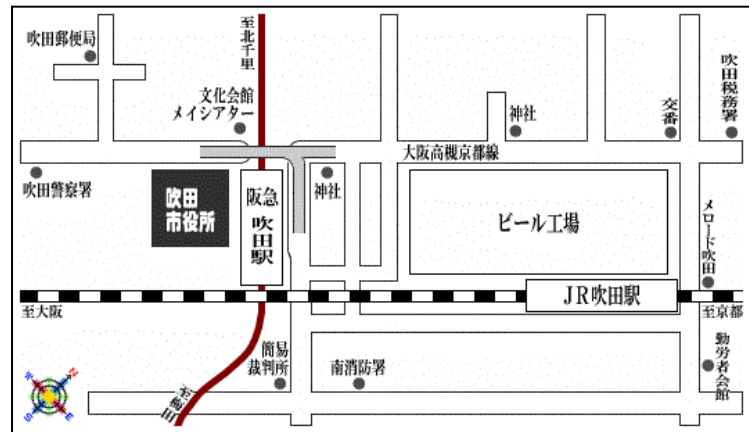 吹田郵便局
至北千里
文化会館
メイシアター
神社
交番
吹田税務署
大阪高槻京都線
吹田警察署
吹田
市役所
阪急
吹田駅
神社
ビール工場
メロード吹田
JR吹田駅
至大阪
至京都
簡易
裁判所
南消防署
勤労者会館
至梅田
N
W
S
E